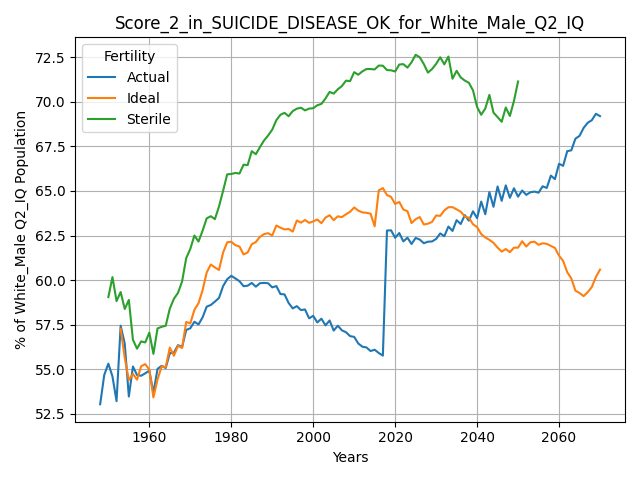 Score_2_in_SUICIDE_DISEASE_OK_for_White_Male_Q2_IQ
Fertility
Actual
Ideal
Sterile
% of White_Male Q2_IQ Population
72.5
70.0
67.5
65.0
62.5
60.0
57.5
55.0
52.5
1960 1980 2000 2020 2040 2060
Years